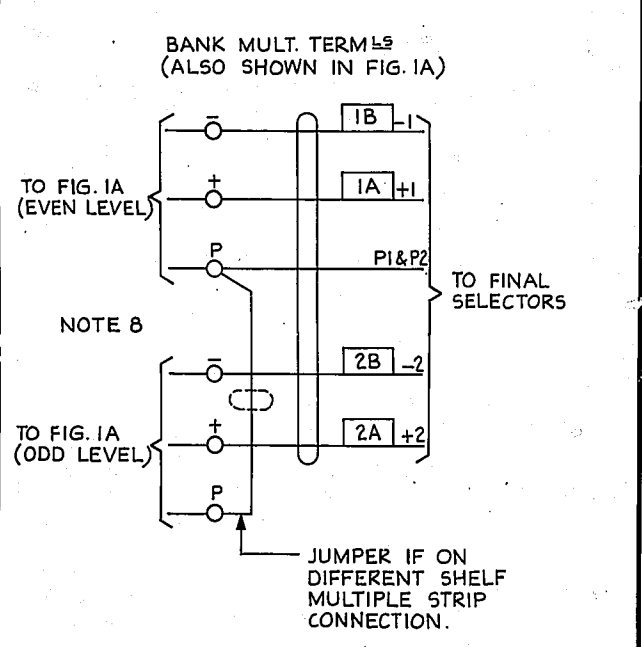 BANK MULT. TERMLS
(ALSO SHOWN IN FIG. 1A)
- 1B -1
TO FIG. 1A
(EVEN LEVEL)
+ 1A +1
P P1&P2
TO FINAL
SELECTORS
NOTE 8
- 2B -2
TO FIG. 1A
(ODD LEVEL)
+ 2A +2
P
JUMPER IF ON
DIFFERENT SHELF
MULTIPLE STRIP
CONNECTION.